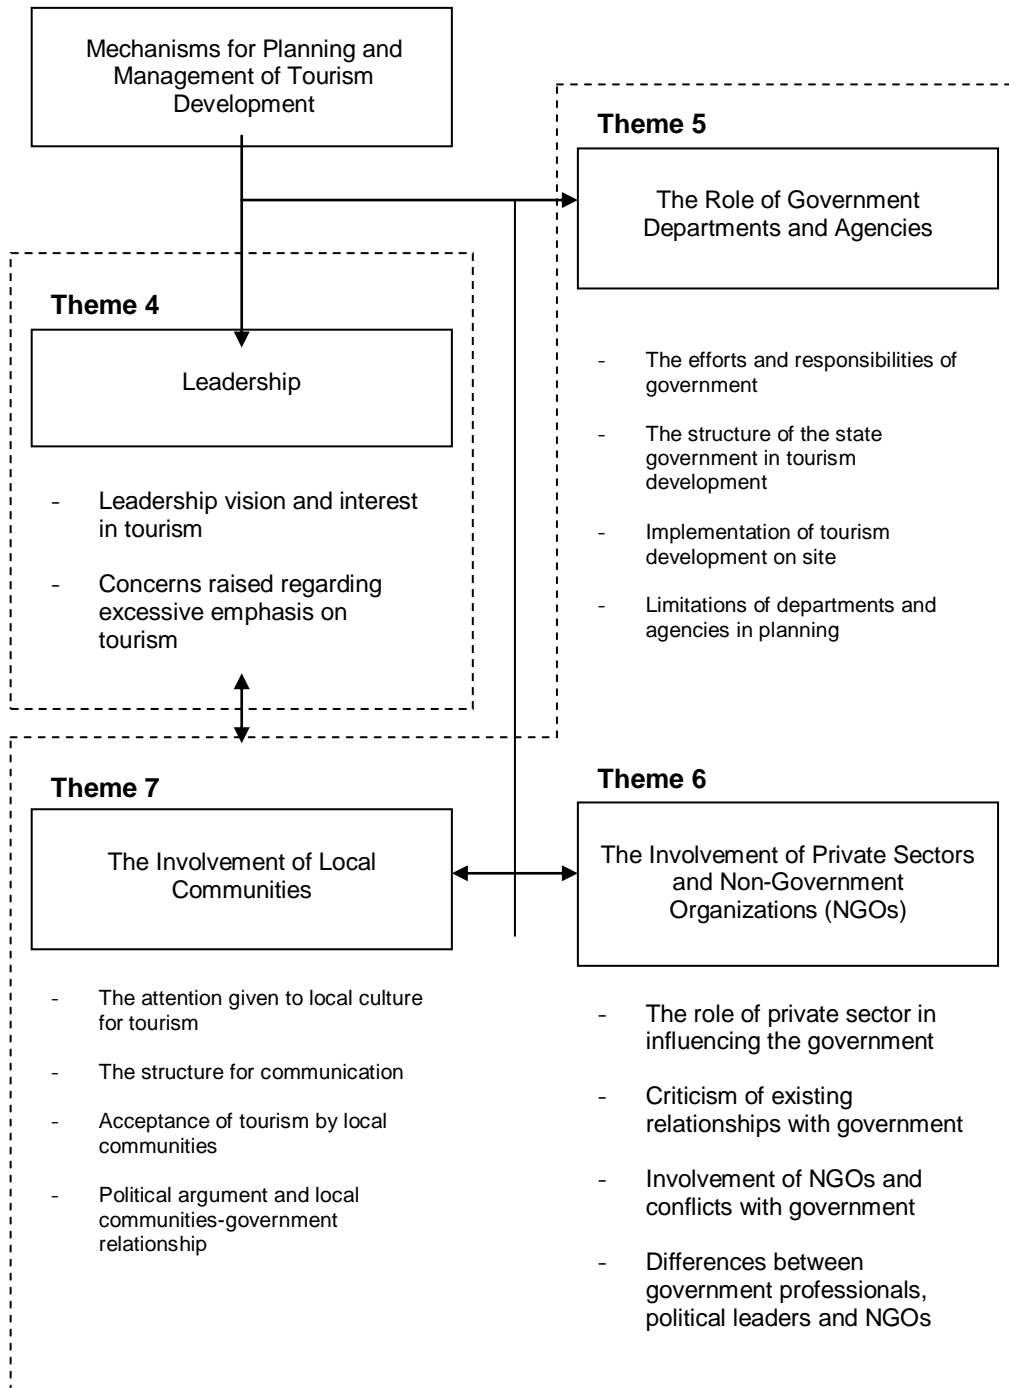 Mechanisms for Planning and
Management of Tourism
Development
Theme 5
The Role of Government
Departments and Agencies
- The efforts and responsibilities of
government
- The structure of the state
government in tourism
development
- Implementation of tourism
development on site
- Limitations of departments and
agencies in planning
Theme 4
Leadership
- Leadership vision and interest
in tourism
- Concerns raised regarding
excessive emphasis on
tourism
Theme 7
The Involvement of Local
Communities
- The attention given to local culture
for tourism
- The structure for communication
- Acceptance of tourism by local
communities
- Political argument and local
communities-government
relationship
Theme 6
The Involvement of Private Sectors
and Non-Government
Organizations (NGOs)
- The role of private sector in
influencing the government
- Criticism of existing
relationships with government
- Involvement of NGOs and
conflicts with government
- Differences between
government professionals,
political leaders and NGOs